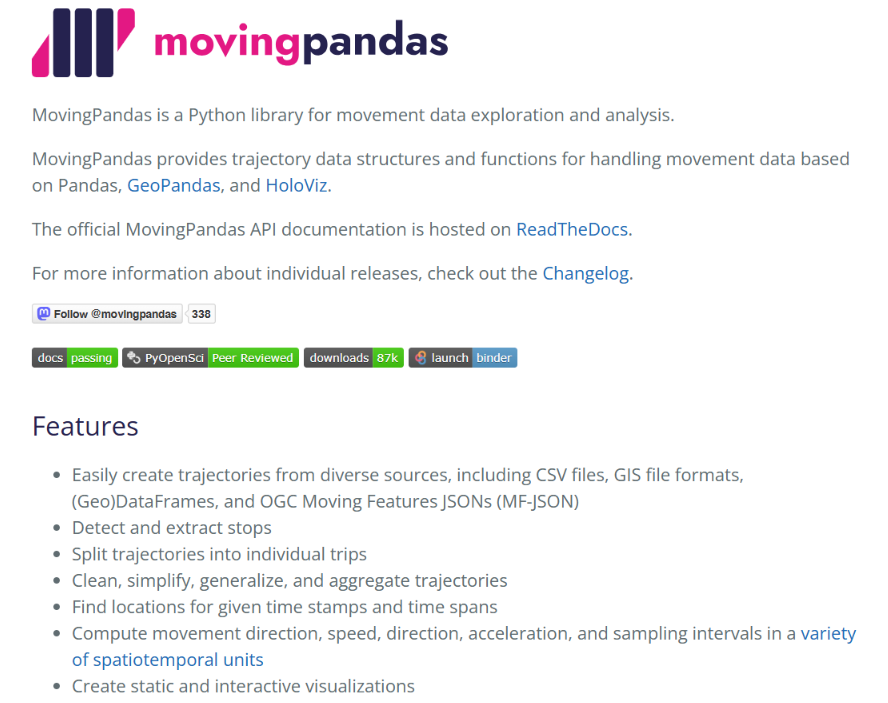 movingpandas
MovingPandas is a Python library for movement data exploration and analysis.
MovingPandas provides trajectory data structures and functions for handling movement data based
on Pandas, GeoPandas, and HoloViz.
The official MovingPandas API documentation is hosted on ReadTheDocs.
For more information about individual releases, check out the Changelog.
Follow @movingpandas 338
docs passing PyOpenSci Peer Reviewed downloads 87k launch binder
Features
• Easily create trajectories from diverse sources, including CSV files, GIS file formats,
(Geo)DataFrames, and OGC Moving Features JSONs (MF-JSON)
• Detect and extract stops
• Split trajectories into individual trips
• Clean, simplify, generalize, and aggregate trajectories
• Find locations for given time stamps and time spans
• Compute movement direction, speed, direction, acceleration, and sampling intervals in a variety
of spatiotemporal units
• Create static and interactive visualizations